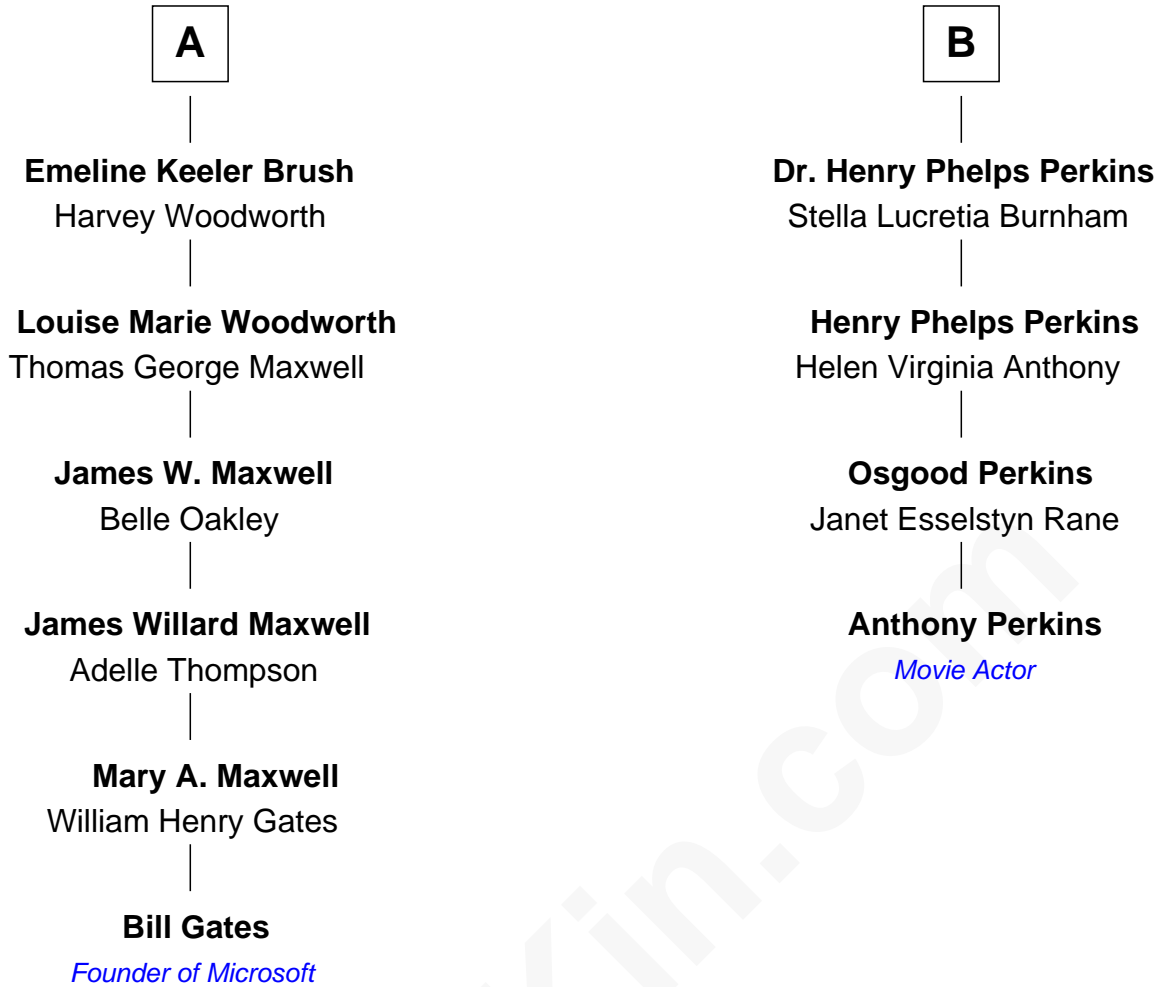 A
Emeline Keeler Brush
Harvey Woodworth
Louise Marie Woodworth
Thomas George Maxwell
James W. Maxwell
Belle Oakley
James Willard Maxwell
Adelle Thompson
Mary A. Maxwell
William Henry Gates
Bill Gates
Founder of Microsoft
B
Dr. Henry Phelps Perkins
Stella Lucretia Burnham
Henry Phelps Perkins
Helen Virginia Anthony
Osgood Perkins
Janet Esselstyn Rane
Anthony Perkins
Movie Actor
Kin.com